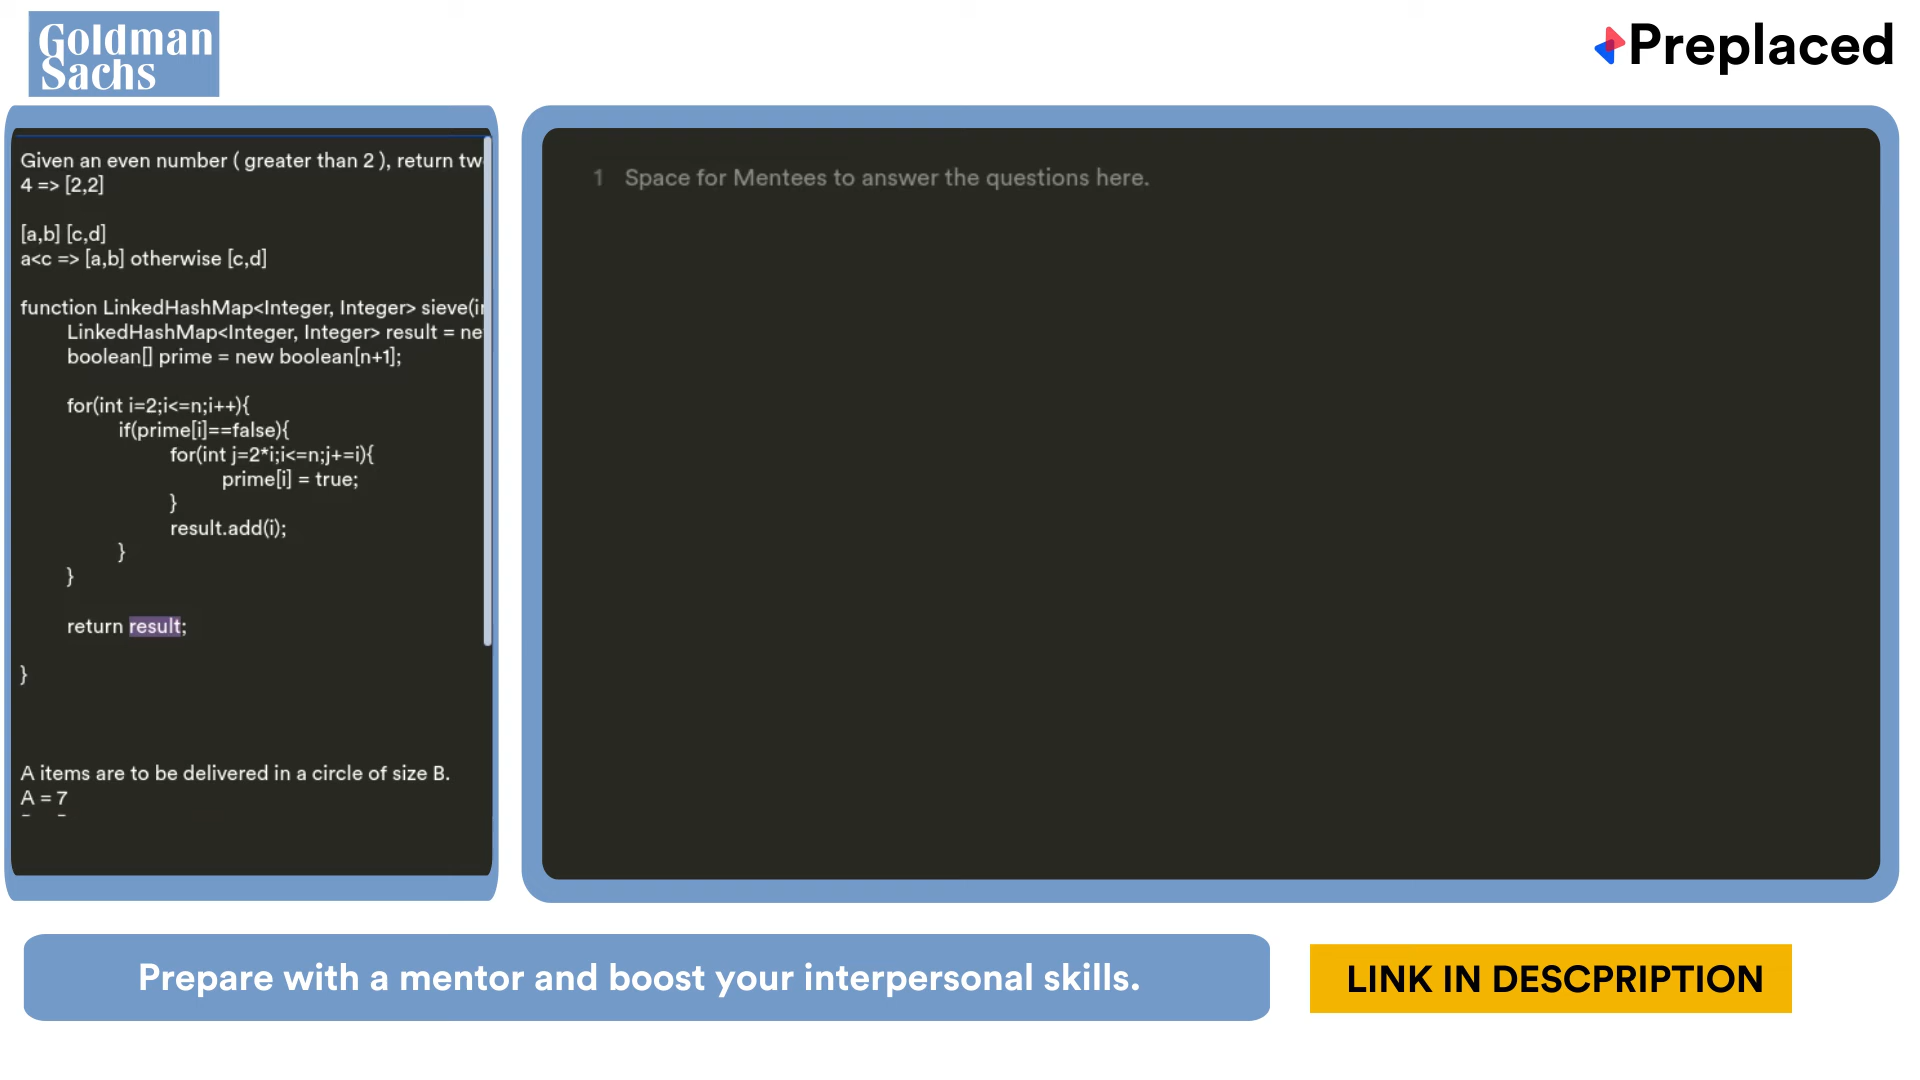 Goldman
Sachs
Preplaced
Given an even number ( greater than 2 ), return
4 => [2,2]
[a,b] [c,d]
a<c => [a,b] otherwise [c,d]
function LinkedHashMap<Integer, Integer> sieve(
LinkedHashMap<Integer, Integer> result =
boolean[] prime = new boolean[n+1];
for(int i=2;i<=n;i++){
if(prime[i]==false){
for(int j=2*i;i<=n;j+=i){
prime[i] = true;
}
result.add(i);
}
}
return result;
}
A items are to be delivered in a circle of size B.
A = 7
1 Space for Mentees to answer the questions here.
Prepare with a mentor and boost your interpersonal skills.
LINK IN DESCPRIPTION